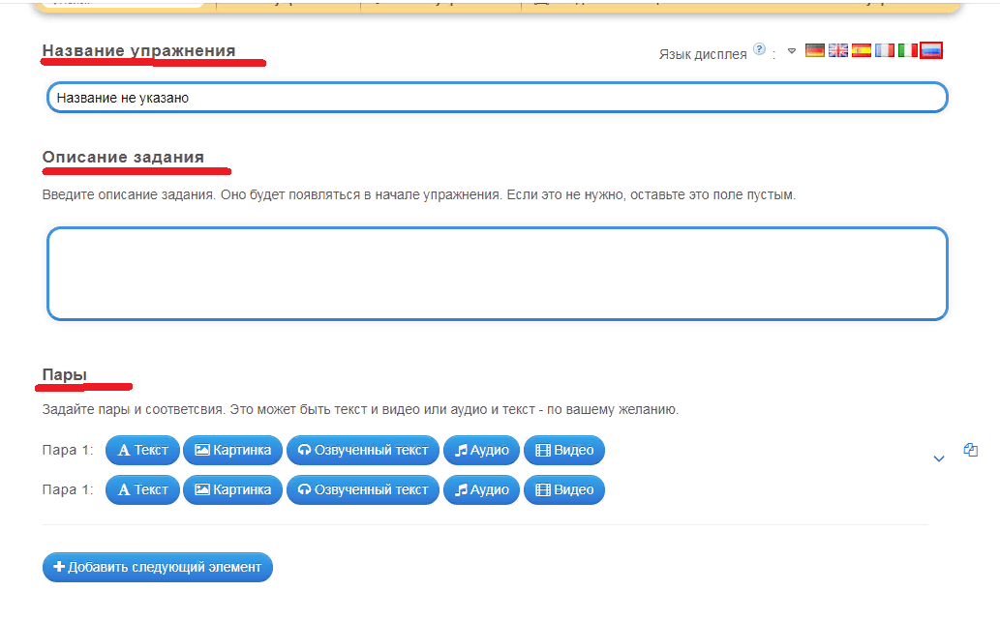 Название упражнения
Язык дисплея ? :
Название не указано
Описание задания
Введите описание задания. Оно будет появляться в начале упражнения. Если это не нужно, оставьте это поле пустым.
Пары
Задайте пары и соответсвия. Это может быть текст и видео или аудио и текст - по вашему желанию.
Пара 1: Текст Картинка Озвученный текст Аудио Видео
Пара 1: Текст Картинка Озвученный текст Аудио Видео
Добавить следующий элемент